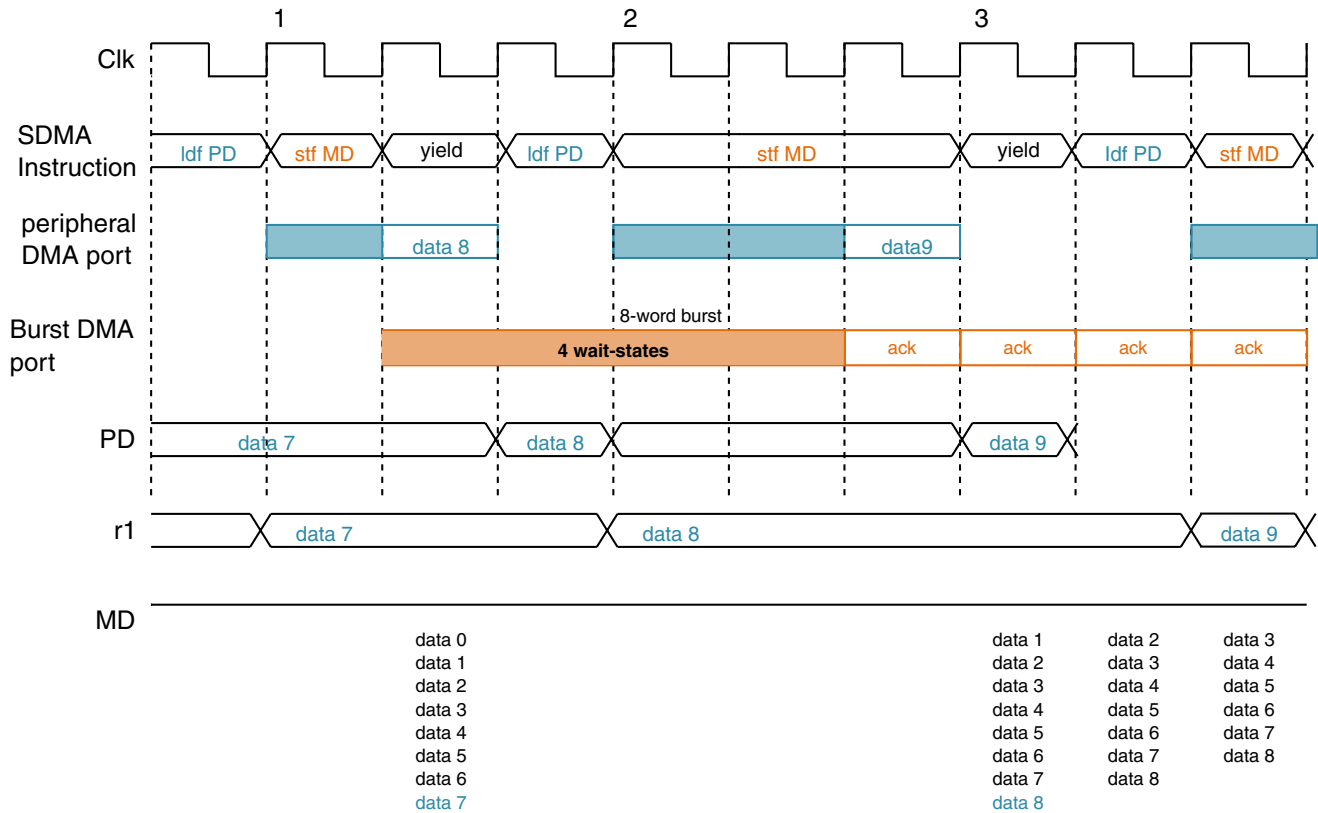 1 2 3
Clk
SDMA
Instruction
ldf PD stf MD yield ldf PD stf MD yield ldf PD stf MD
peripheral
DMA port
data 8 data9
8-word burst
Burst DMA
port
4 wait-states ack ack ack ack
PD
data 7 data 8 data 9
r1
data 7 data 8 data 9
MD
data 0 data 1 data 2 data 3
data 1 data 2 data 3 data 4
data 2 data 3 data 4 data 5
data 3 data 4 data 5 data 6
data 4 data 5 data 6 data 7
data 5 data 6 data 7 data 8
data 6 data 7 data 8
data 7 data 8